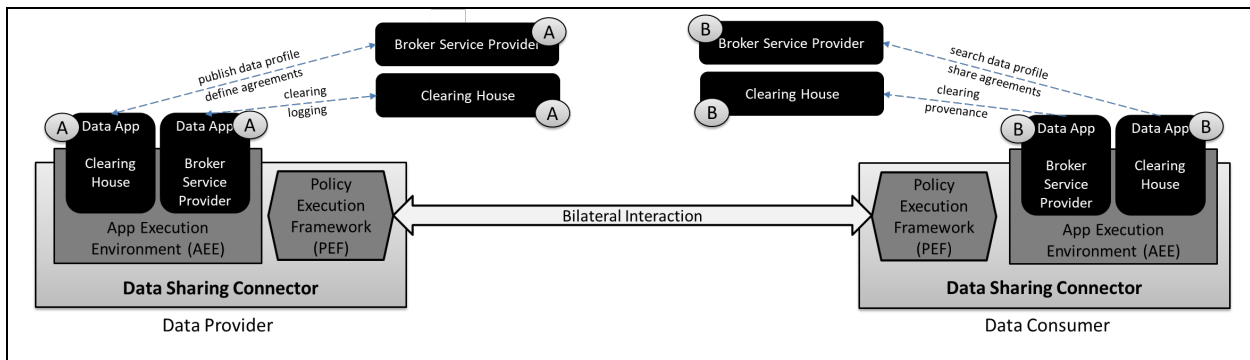 Broker Service Provider
A
Clearing House
A
publish data profile
define agreements
clearing
logging
A
Data App
Clearing
House
A
Data App
Broker
Service
Provider
App Execution
Environment (AEE)
Policy
Execution
Framework
(PEF)
Data Sharing Connector
Data Provider
Bilateral Interaction
B
Broker Service Provider
B
Clearing House
search data profile
share agreements
clearing
provenance
B
Data App
Broker
Service
Provider
B
Data App
Clearing
House
Policy
Execution
Framework
(PEF)
App Execution
Environment (AEE)
Data Sharing Connector
Data Consumer